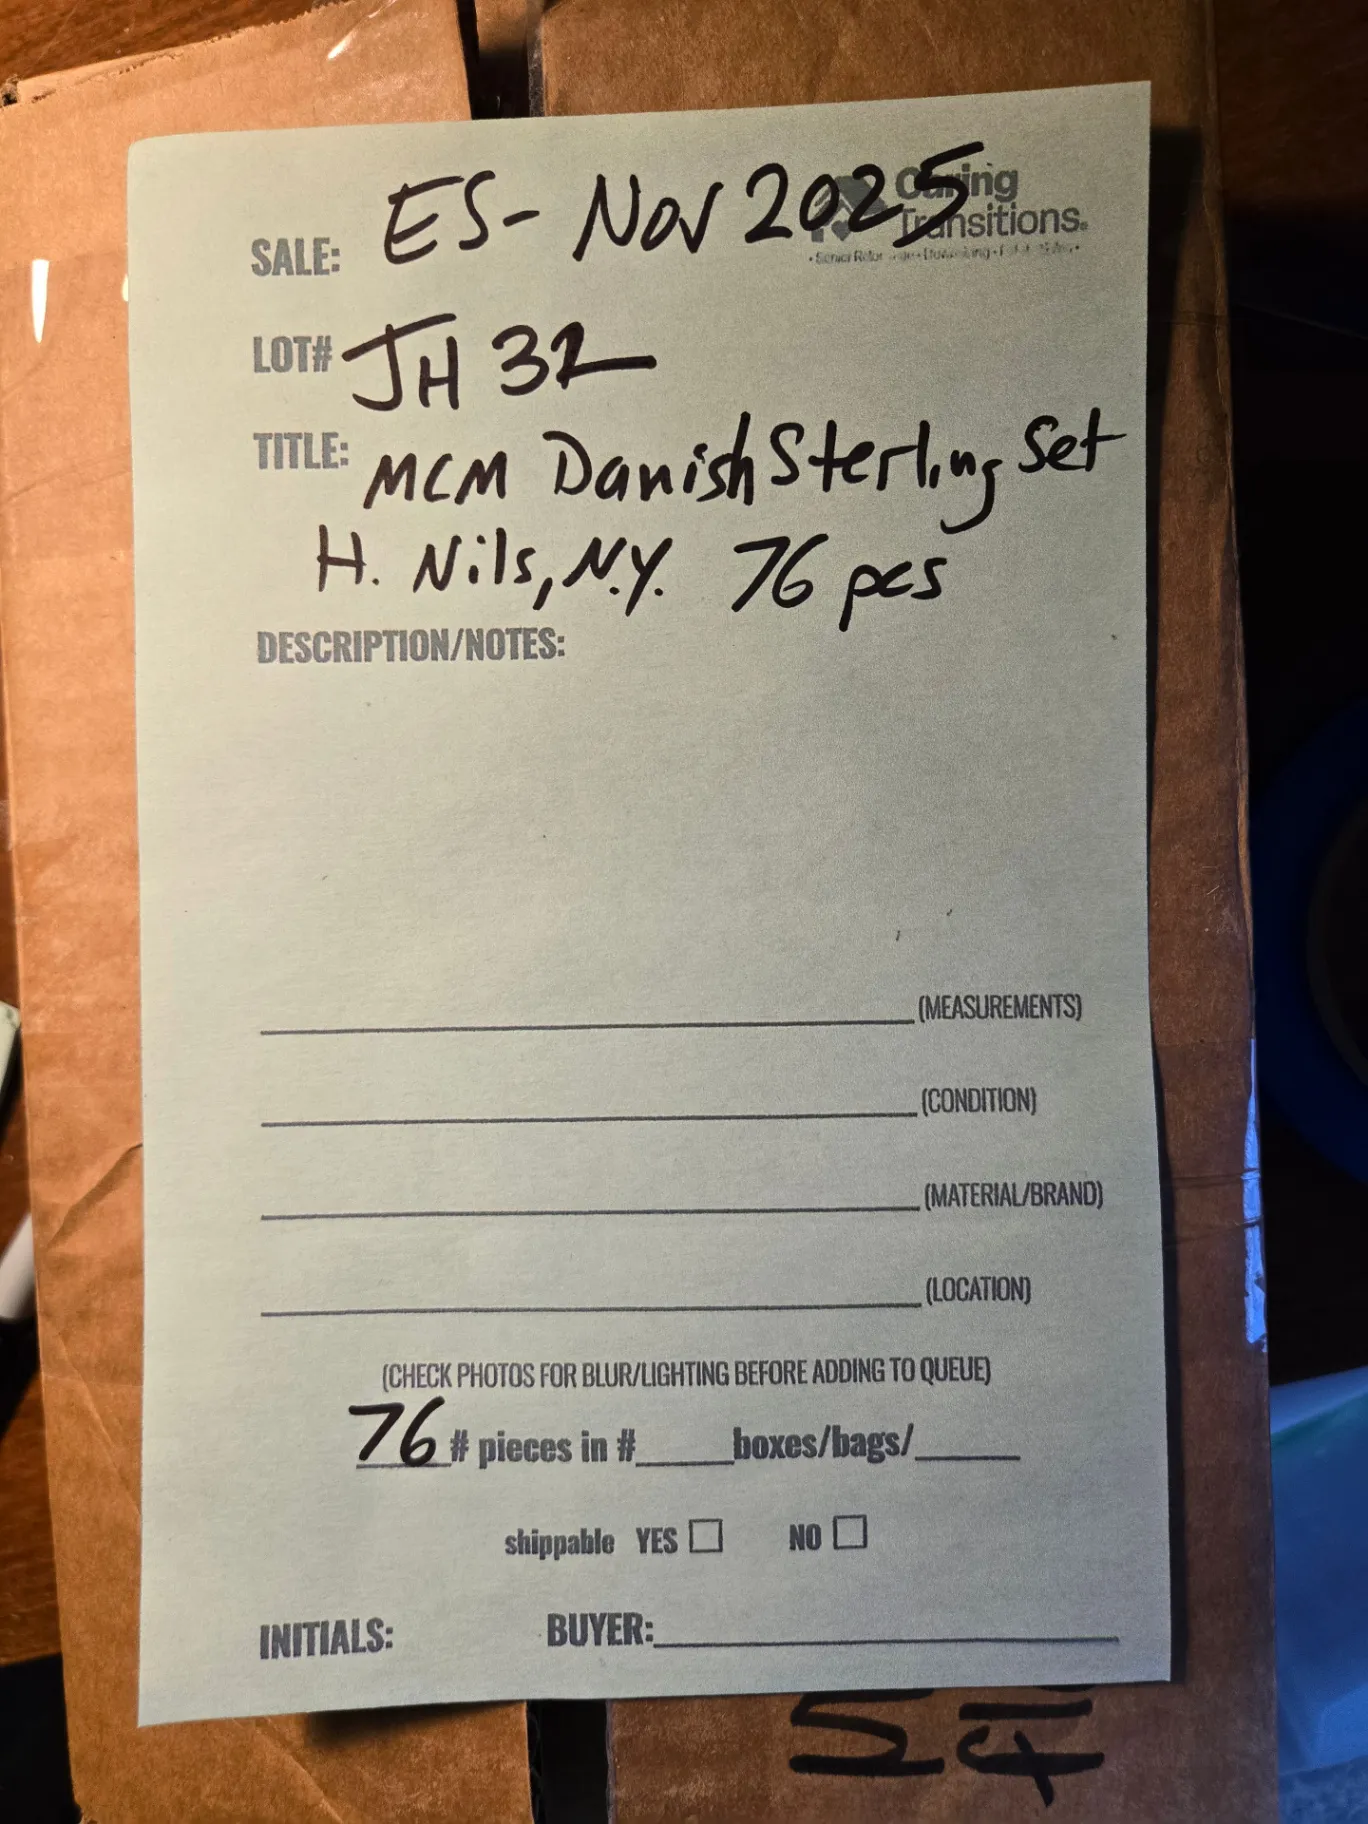 Caring
Transitions.
SALE: ES- Nov 2025
LOT# JH 32
TITLE: MCM Danish Sterling Set
H. Nils, N.Y. 76 pcs
DESCRIPTION/NOTES:
(MEASUREMENTS)
(CONDITION)
(MATERIAL/BRAND)
(LOCATION)
(CHECK PHOTOS FOR BLUR/LIGHTING BEFORE ADDING TO QUEUE)
76 # pieces in #_____boxes/bags/_____
shippable YES □ NO □
INITIALS: BUYER: